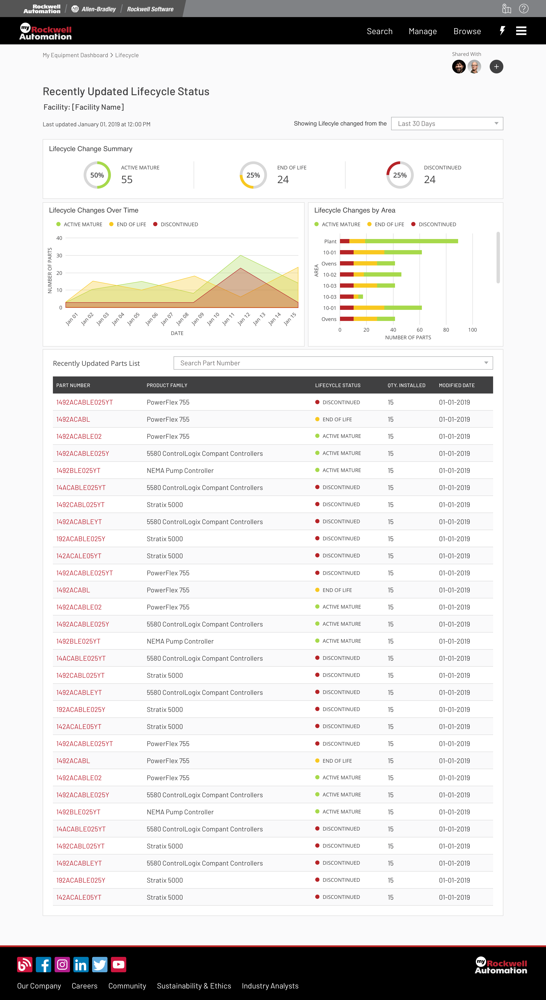 Rockwell Automation / AB Allen-Bradley / Rockwell Software
my Rockwell Automation
Search Manage Browse
My Equipment Dashboard > Lifecycle
Shared With
+
Recently Updated Lifecycle Status
Facility: [Facility Name]
Last updated January 01, 2019 at 12:00 PM
Showing Lifecyle changed from the Last 30 Days
Lifecycle Change Summary
50% ACTIVE MATURE 55
25% END OF LIFE 24
25% DISCONTINUED 24
Lifecycle Changes Over Time
ACTIVE MATURE END OF LIFE DISCONTINUED
NUMBER OF PARTS
40
30
20
10
0
Jan 01 Jan 02 Jan 03 Jan 04 Jan 05 Jan 06 Jan 07 Jan 08 Jan 09 Jan 10 Jan 11 Jan 12 Jan 13 Jan 14 Jan 15
DATE
Lifecycle Changes by Area
ACTIVE MATURE END OF LIFE DISCONTINUED
AREA
Plant
10-01
Ovens
10-02
10-03
10-03
10-01
Ovens
0 20 40 60 80 100
NUMBER OF PARTS
Recently Updated Parts List Search Part Number
PART NUMBER PRODUCT FAMILY LIFECYCLE STATUS QTY. INSTALLED MODIFIED DATE
1492ACABLE025YT PowerFlex 755 DISCONTINUED 15 01-01-2019
1492ACABL PowerFlex 755 END OF LIFE 15 01-01-2019
1492ACABLE02 PowerFlex 755 ACTIVE MATURE 15 01-01-2019
1492ACABLE025Y 5580 ControlLogix Compant Controllers ACTIVE MATURE 15 01-01-2019
1492BLE025YT NEMA Pump Controller ACTIVE MATURE 15 01-01-2019
14ACABLE025YT 5580 ControlLogix Compant Controllers DISCONTINUED 15 01-01-2019
1492CABL025YT Stratix 5000 DISCONTINUED 15 01-01-2019
1492ACABLEYT 5580 ControlLogix Compant Controllers DISCONTINUED 15 01-01-2019
192ACABLE025Y Stratix 5000 DISCONTINUED 15 01-01-2019
142ACALE05YT Stratix 5000 DISCONTINUED 15 01-01-2019
1492ACABLE025YT PowerFlex 755 DISCONTINUED 15 01-01-2019
1492ACABL PowerFlex 755 END OF LIFE 15 01-01-2019
1492ACABLE02 PowerFlex 755 ACTIVE MATURE 15 01-01-2019
1492ACABLE025Y 5580 ControlLogix Compant Controllers ACTIVE MATURE 15 01-01-2019
1492BLE025YT NEMA Pump Controller ACTIVE MATURE 15 01-01-2019
14ACABLE025YT 5580 ControlLogix Compant Controllers DISCONTINUED 15 01-01-2019
1492CABL025YT Stratix 5000 DISCONTINUED 15 01-01-2019
1492ACABLEYT 5580 ControlLogix Compant Controllers DISCONTINUED 15 01-01-2019
192ACABLE025Y Stratix 5000 DISCONTINUED 15 01-01-2019
142ACALE05YT Stratix 5000 DISCONTINUED 15 01-01-2019
1492ACABLE025YT PowerFlex 755 DISCONTINUED 15 01-01-2019
1492ACABL PowerFlex 755 END OF LIFE 15 01-01-2019
1492ACABLE02 PowerFlex 755 ACTIVE MATURE 15 01-01-2019
1492ACABLE025Y 5580 ControlLogix Compant Controllers ACTIVE MATURE 15 01-01-2019
1492BLE025YT NEMA Pump Controller ACTIVE MATURE 15 01-01-2019
14ACABLE025YT 5580 ControlLogix Compant Controllers DISCONTINUED 15 01-01-2019
1492CABL025YT Stratix 5000 DISCONTINUED 15 01-01-2019
1492ACABLEYT 5580 ControlLogix Compant Controllers DISCONTINUED 15 01-01-2019
192ACABLE025Y Stratix 5000 DISCONTINUED 15 01-01-2019
142ACALE05YT Stratix 5000 DISCONTINUED 15 01-01-2019
my Rockwell Automation
Our Company Careers Community Sustainability & Ethics Industry Analysts